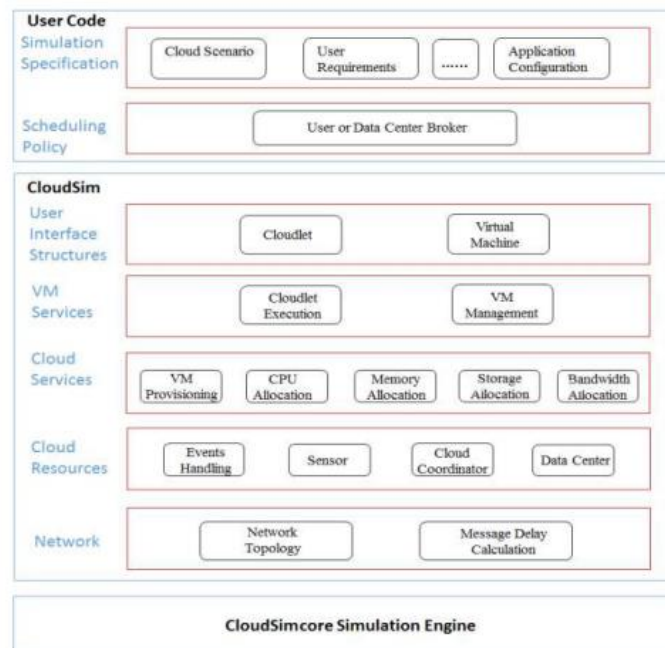 User Code
Simulation
Specification
Cloud Scenario
User
Requirements
......
Application
Configuration
Scheduling
Policy
User or Data Center Broker
CloudSim
User
Interface
Structures
Cloudlet
Virtual
Machine
VM
Services
Cloudlet
Execution
VM
Management
Cloud
Services
VM
Provisioning
CPU
Allocation
Memory
Allocation
Storage
Allocation
Bandwidth
Allocation
Cloud
Resources
Events
Handling
Sensor
Cloud
Coordinator
Data Center
Network
Network
Topology
Message Delay
Calculation
CloudSimcore Simulation Engine